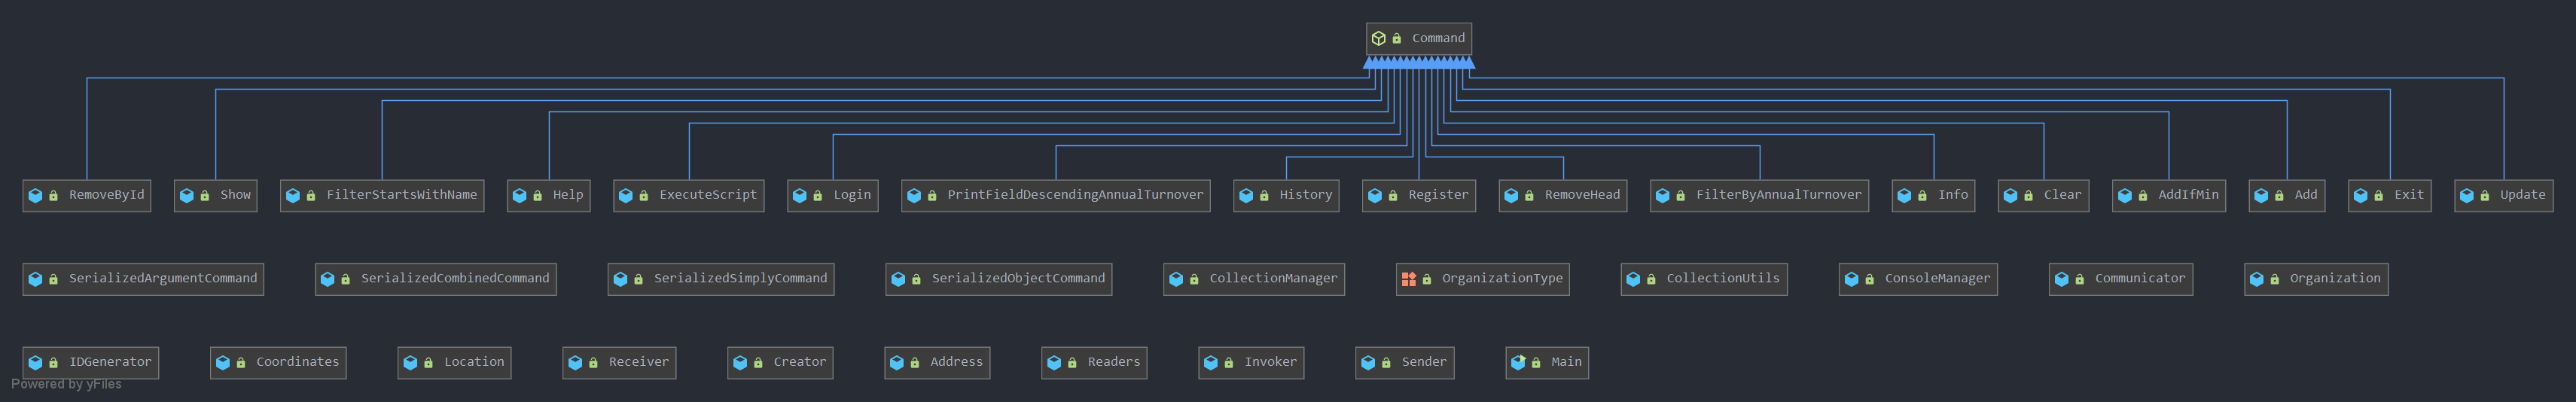 Command
RemoveById Show FilterStartsWithName Help ExecuteScript Login PrintFieldDescendingAnnualTurnover History Register RemoveHead FilterByAnnualTurnover Info Clear AddIfMin Add Exit Update
SerializedArgumentCommand SerializedCombinedCommand SerializedSimplyCommand SerializedObjectCommand CollectionManager OrganizationType CollectionUtils ConsoleManager Communicator Organization
IDGenerator Coordinates Location Receiver Creator Address Readers Invoker Sender Main
Powered by yFiles